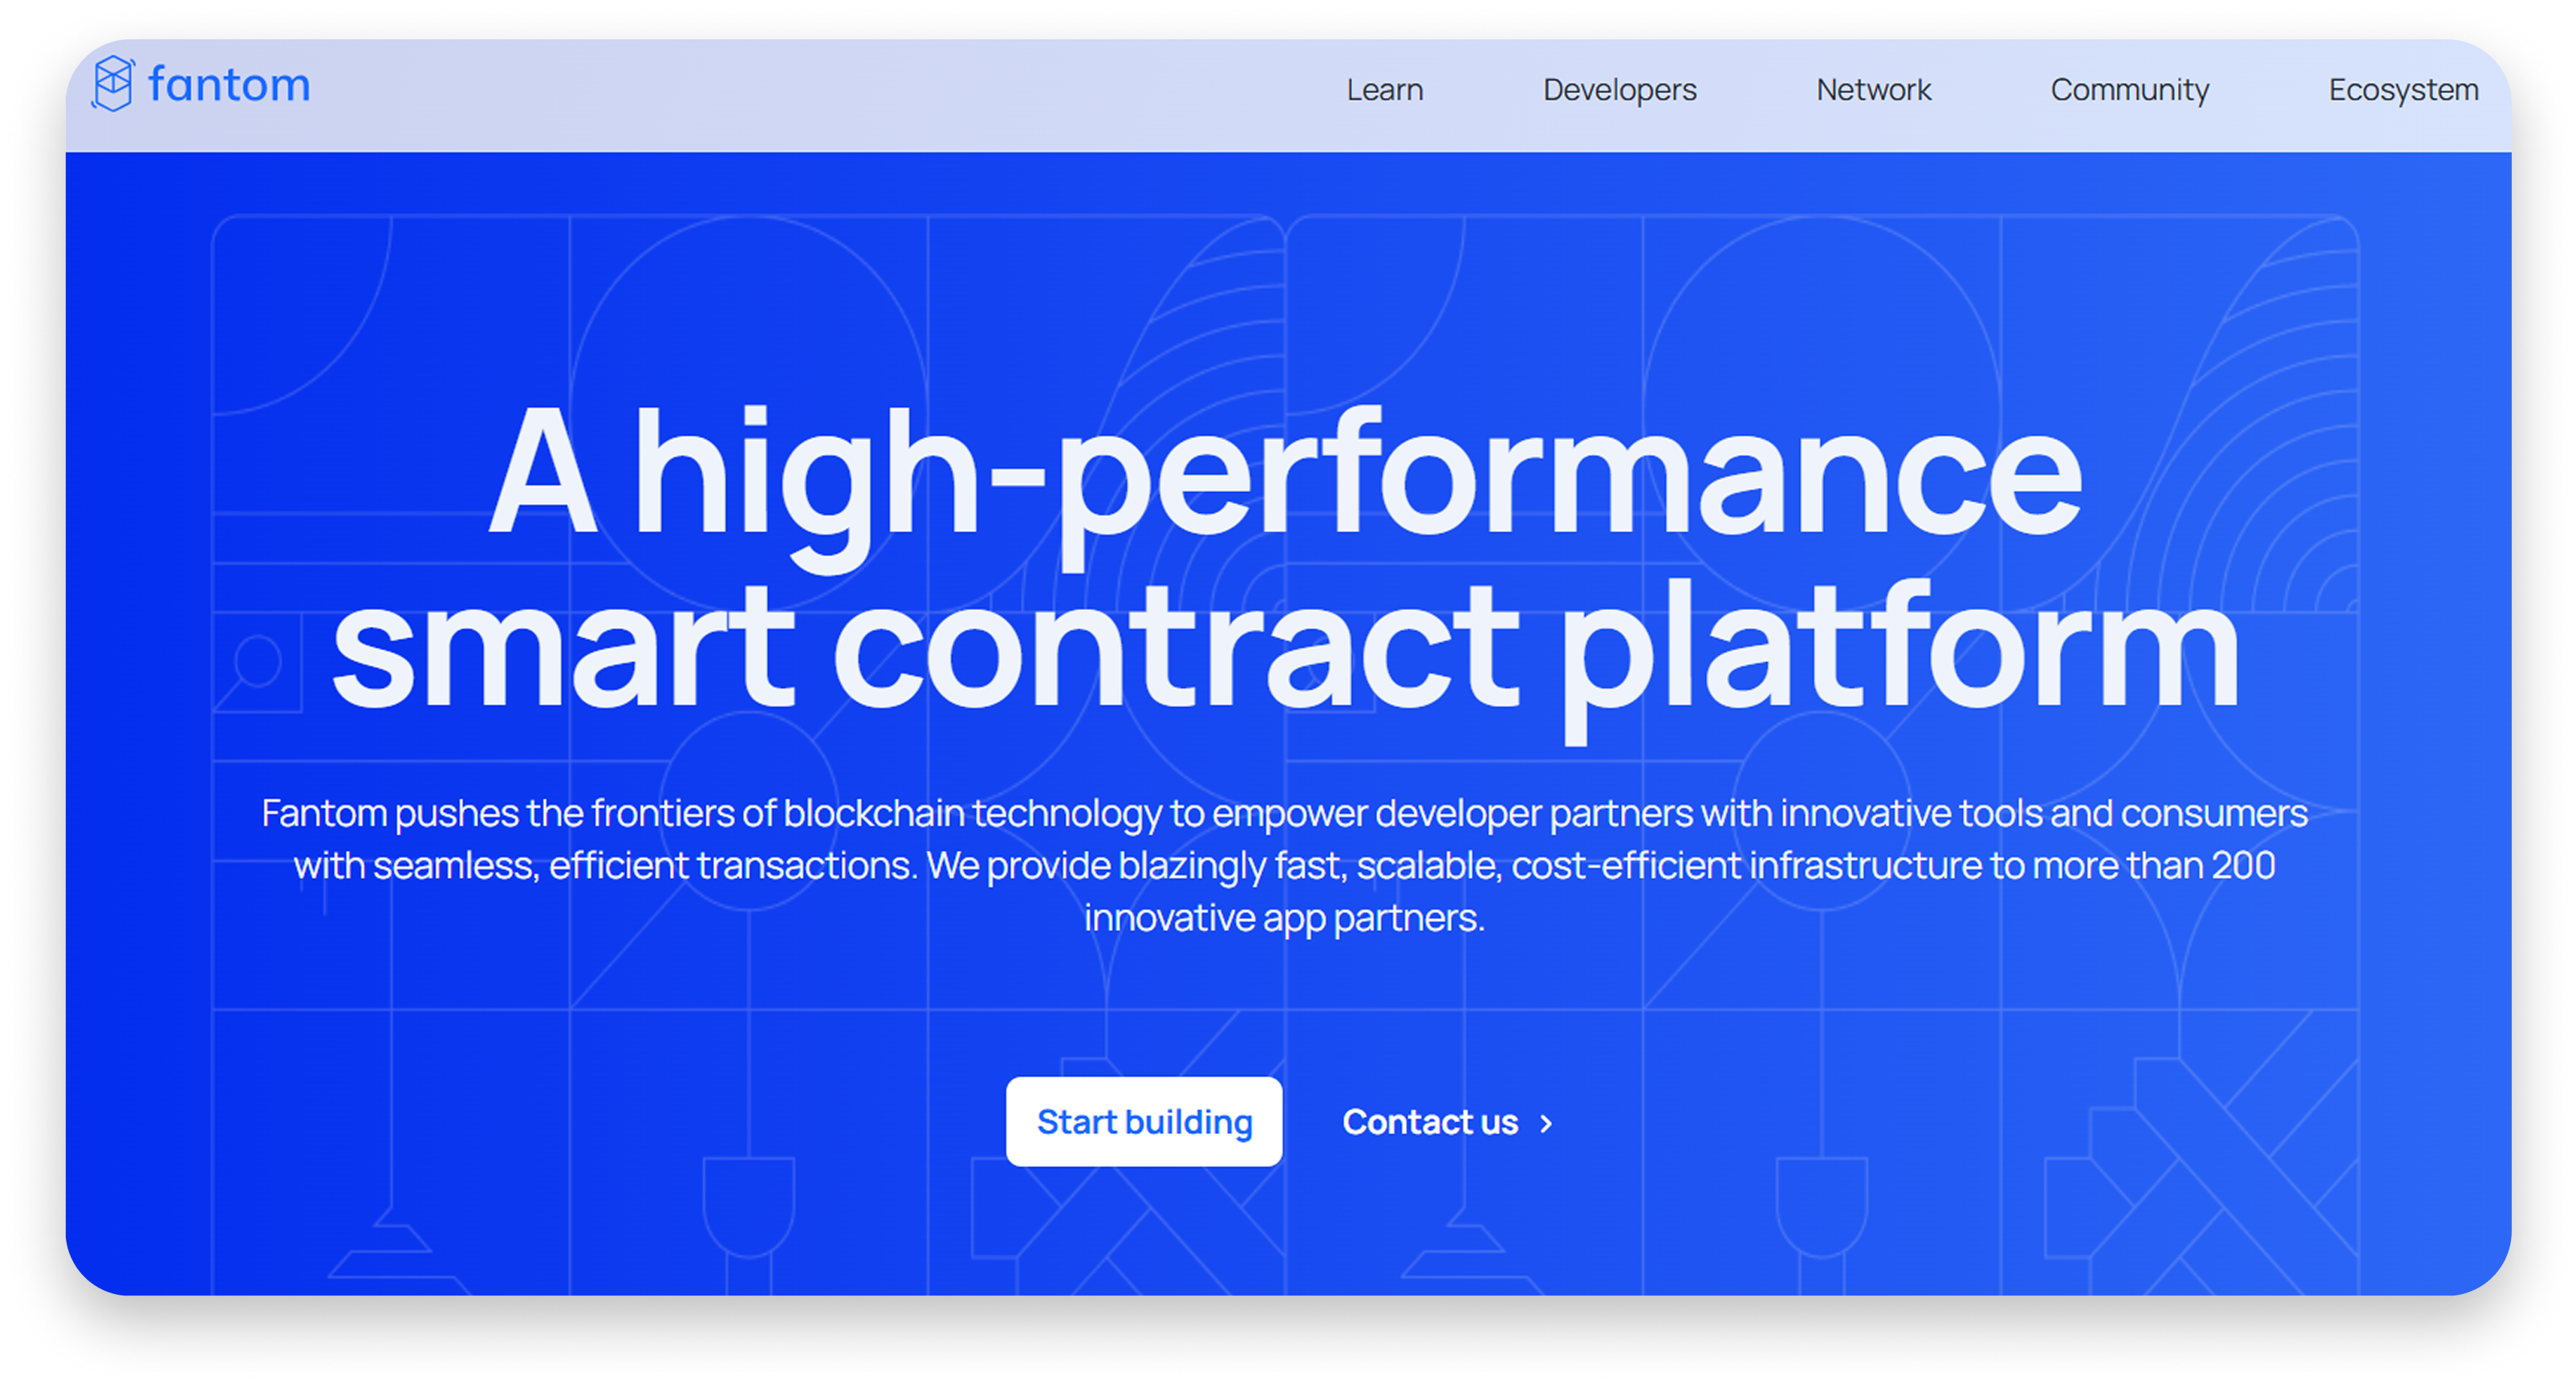 fantom
Learn
Developers
Network
Community
Ecosystem
A high-performance
smart contract platform
Fantom pushes the frontiers of blockchain technology to empower developer partners with innovative tools and consumers
with seamless, efficient transactions. We provide blazingly fast, scalable, cost-efficient infrastructure to more than 200
innovative app partners.
Start building
Contact us